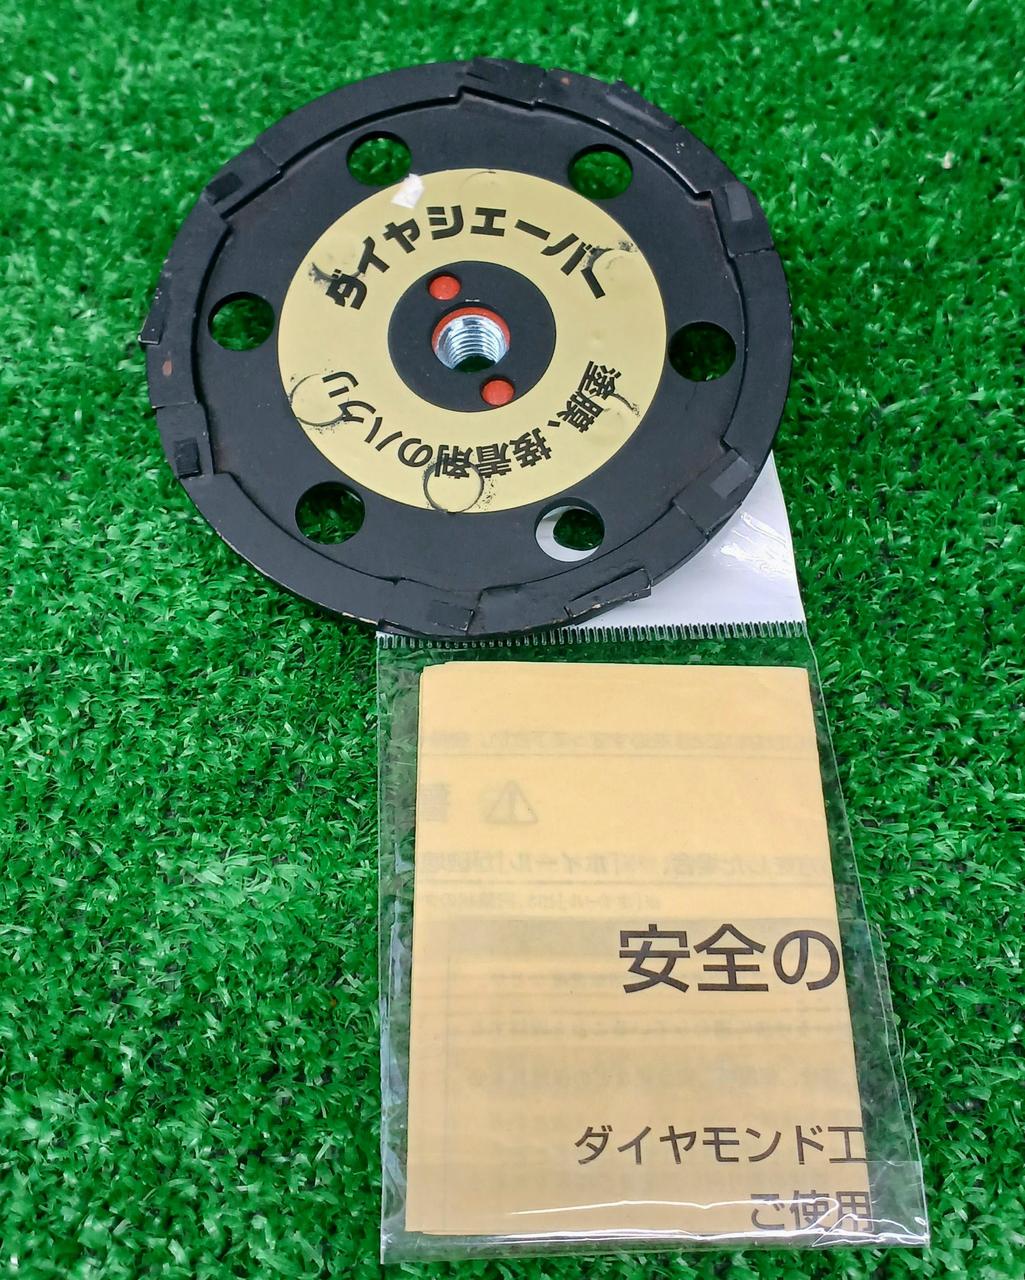 ダイヤシェーバー
塗膜、接着剤のハクリ
安全の
ダイヤモンド工
ご使用